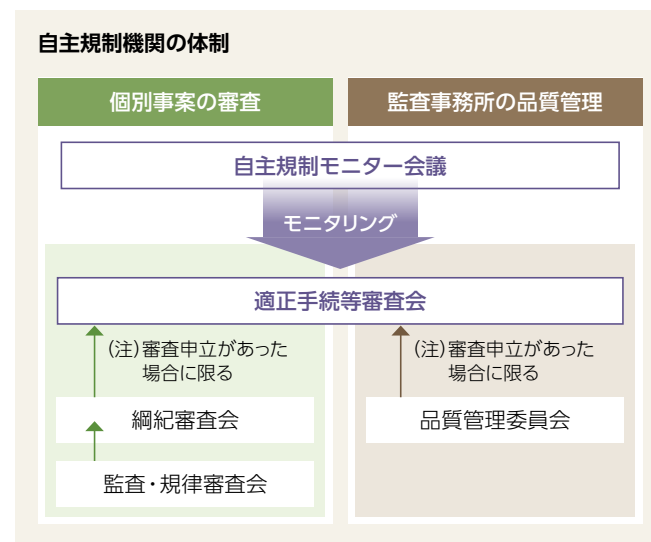 自主規制機関の体制
個別事案の審査
監査事務所の品質管理
自主規制モニター会議
モニタリング
適正手続等審査会
(注)審査申立があった
場合に限る
(注)審査申立があった
場合に限る
綱紀審査会
品質管理委員会
監査・規律審査会